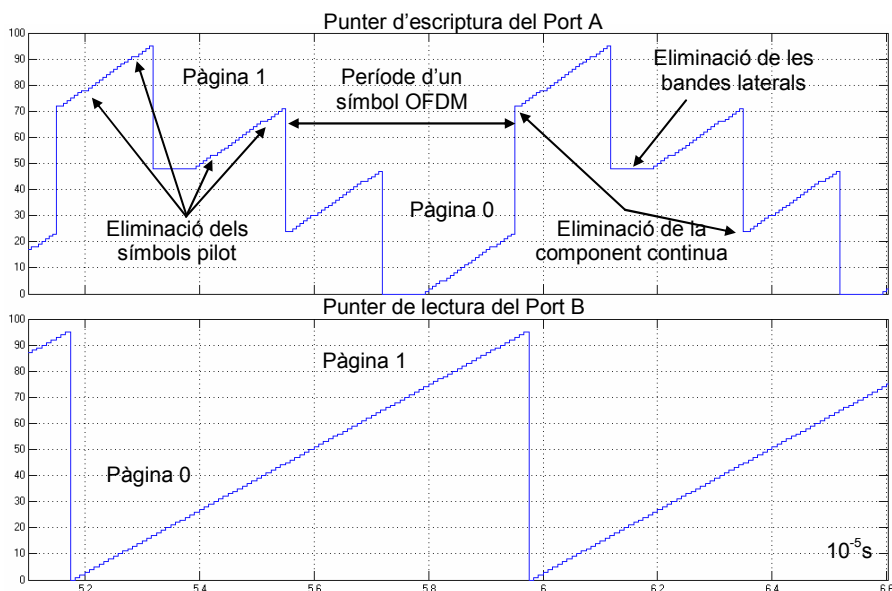 Punter d'escriptura del Port A
100
90
80
70
60
50
40
30
20
10
0
Pàgina 1
Període d'un
símbol OFDM
Eliminació de les
bandes laterals
Pàgina 0
Eliminació dels
símbols pilot
Eliminació de la
component continua
Punter de lectura del Port B
100
90
80
70
60
50
40
30
20
10
0
Pàgina 1
Pàgina 0
10⁻⁵s
5.2
5.4
5.6
5.8
6
6.2
6.4
6.6